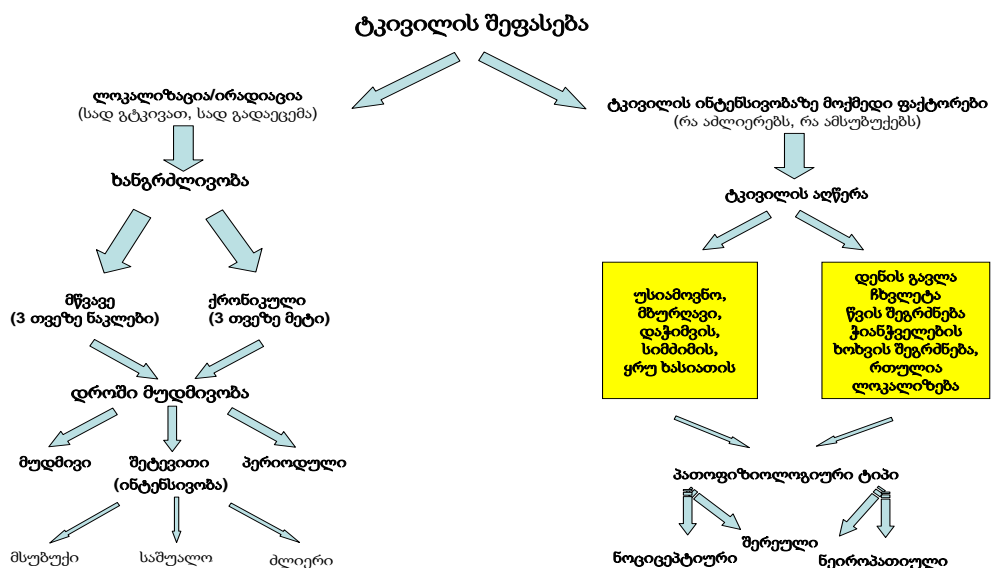 ტკივილის შეფასება
ლოკალიზაცია/ირადიაცია
(სად გტკივათ, სად გადაეცემა)
ხანგრძლივობა
მწვავე
(3 თვეზე ნაკლები)
ქრონიკული
(3 თვეზე მეტი)
დროში მუდმივობა
მუდმივი
შეტევითი
პერიოდული
(ინტენსივობა)
მსუბუქი
საშუალო
ძლიერი
ტკივილის ინტენსივობაზე მოქმედი ფაქტორები
(რა აძლიერებს, რა ამსუბუქებს)
ტკივილის აღწერა
უსიამოვნო,
მბურღავი,
დაჭიმვის,
სიმძიმის,
ყრუ ხასიათის
დენის გავლა
ჩხვლეტა
წვის შეგრძნება
ჭიანჭველების
ხოხვის შეგრძნება,
რთულია
ლოკალიზება
პათოფიზიოლოგიური ტიპი
ნოციცეპტიური
შერეული
ნეიროპათიული